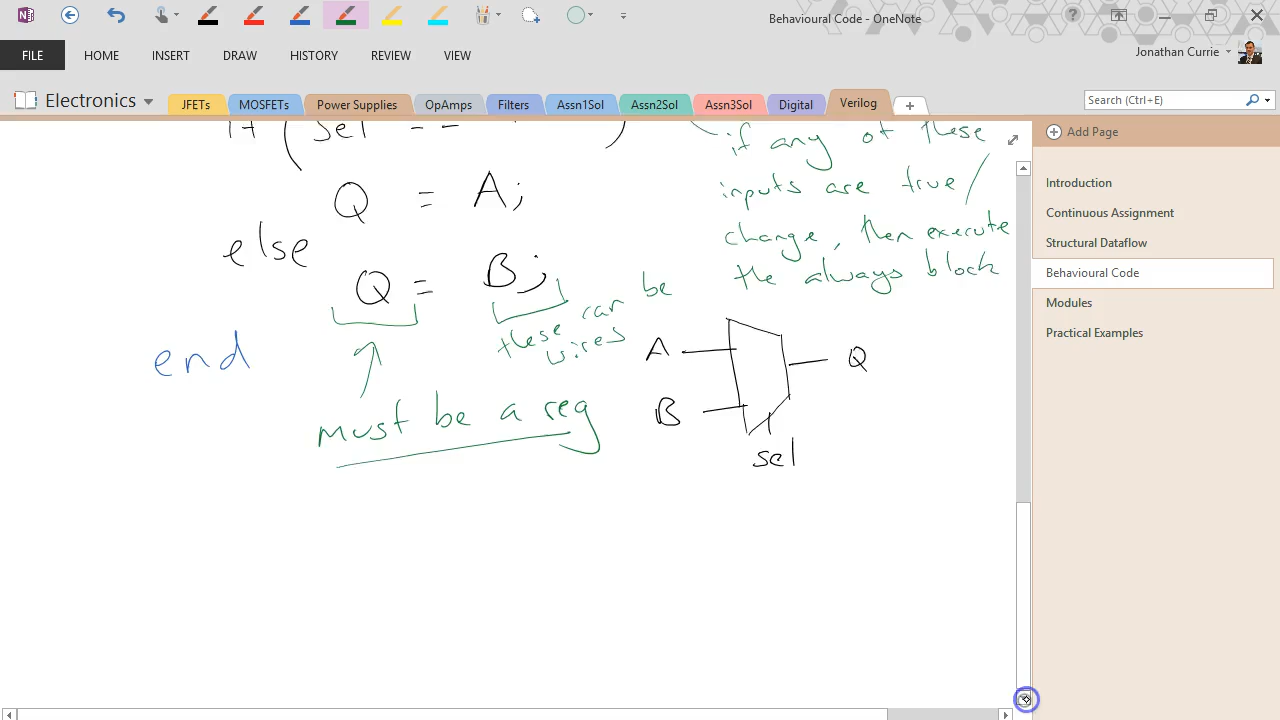 Behavioural Code - OneNote
Jonathan Currie
FILE HOME INSERT DRAW HISTORY REVIEW VIEW
Electronics
JFETs MOSFETs Power Supplies OpAmps Filters Assn1Sol Assn2Sol Assn3Sol Digital Verilog
Search (Ctrl+E)
Add Page
Introduction
Continuous Assignment
Structural Dataflow
Behavioural Code
Modules
Practical Examples
if (sel ==
)
Q = A;
else
Q = B;
end
must be a reg
these can be
wires
if any of these
inputs are true/
change, then execute
the always block
A
B
Q
sel